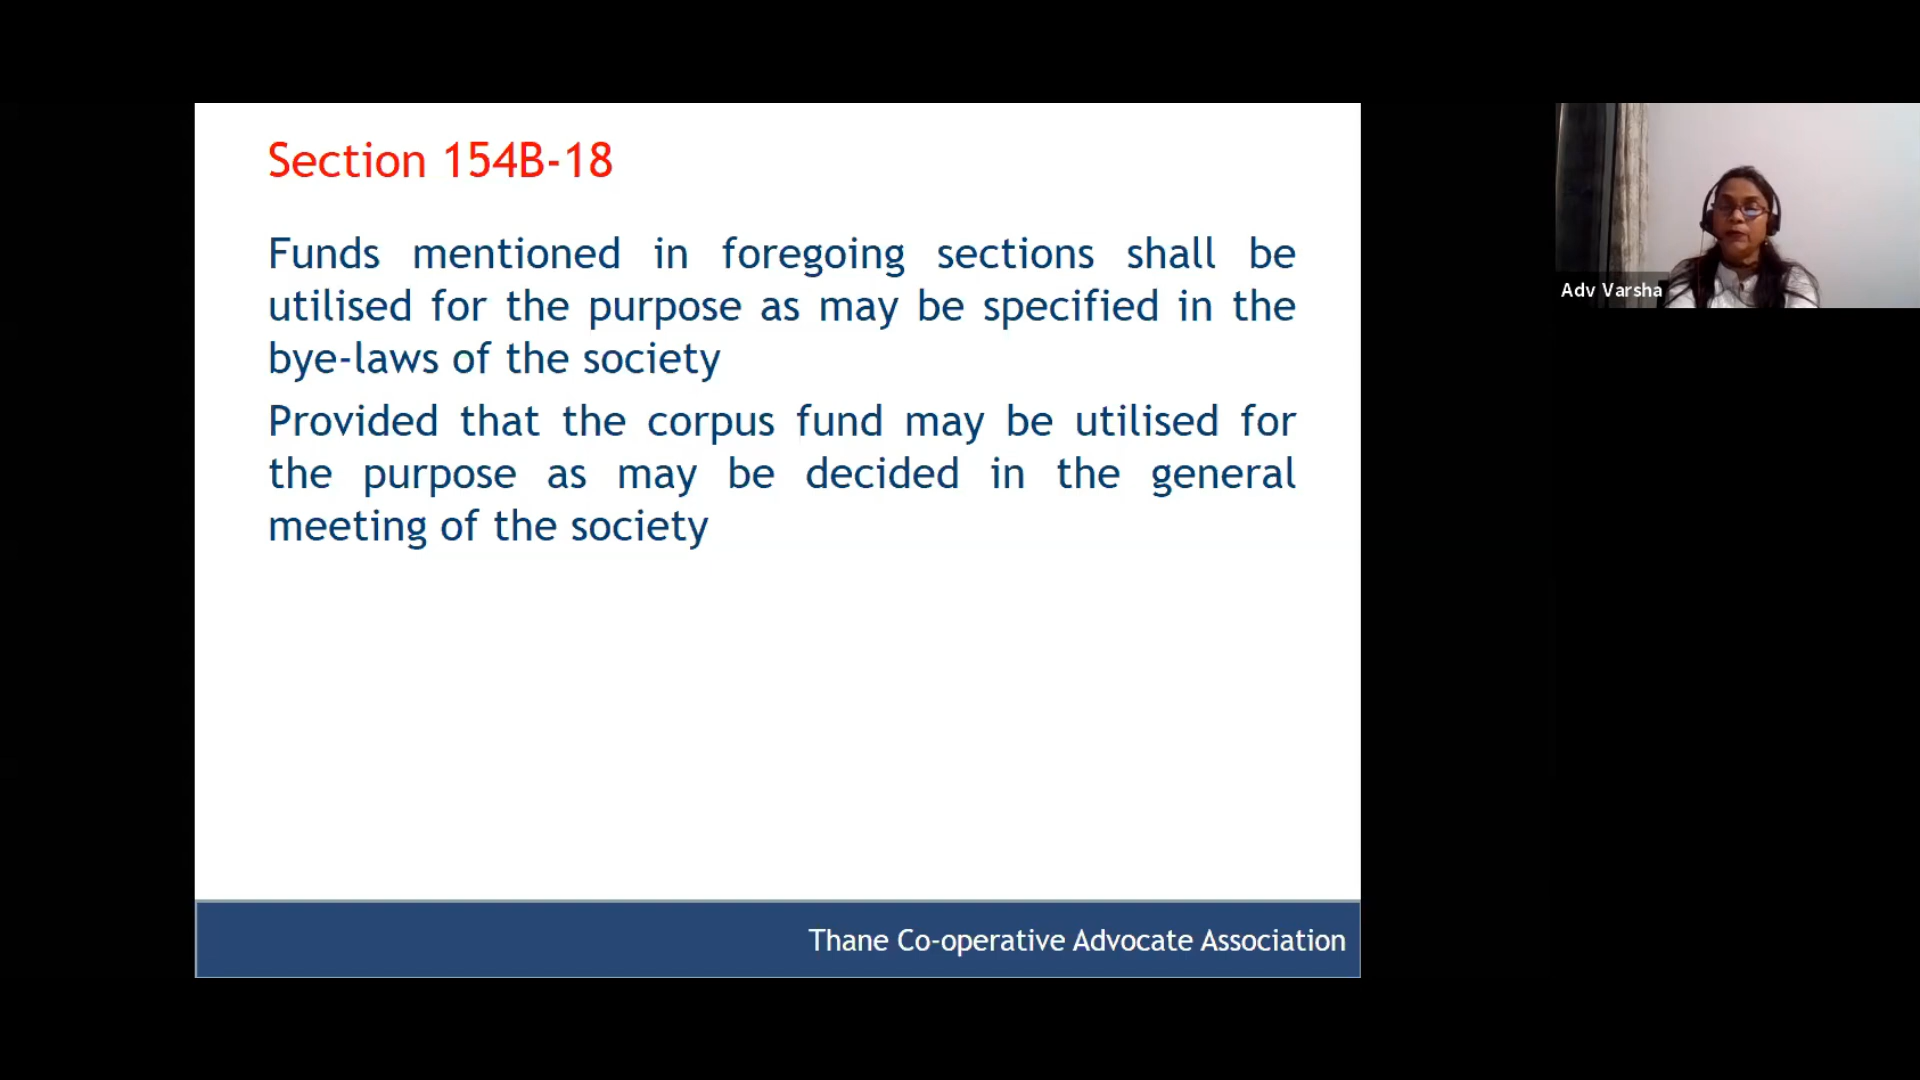 Section 154B-18
Funds mentioned in foregoing sections shall be
utilised for the purpose as may be specified in the
bye-laws of the society
Provided that the corpus fund may be utilised for
the purpose as may be decided in the general
meeting of the society
Thane Co-operative Advocate Association
Adv Varsha